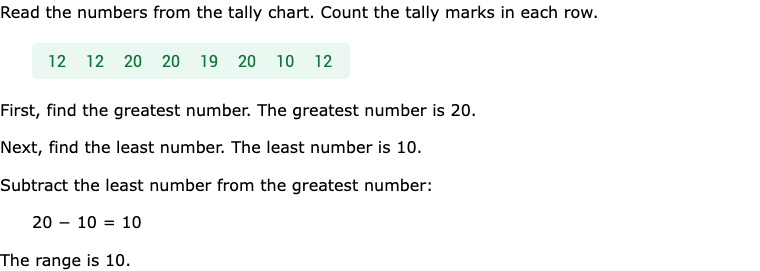 Read the numbers from the tally chart. Count the tally marks in each row.
12 12 20 20 19 20 10 12
First, find the greatest number. The greatest number is 20.
Next, find the least number. The least number is 10.
Subtract the least number from the greatest number:
20 − 10 = 10
The range is 10.